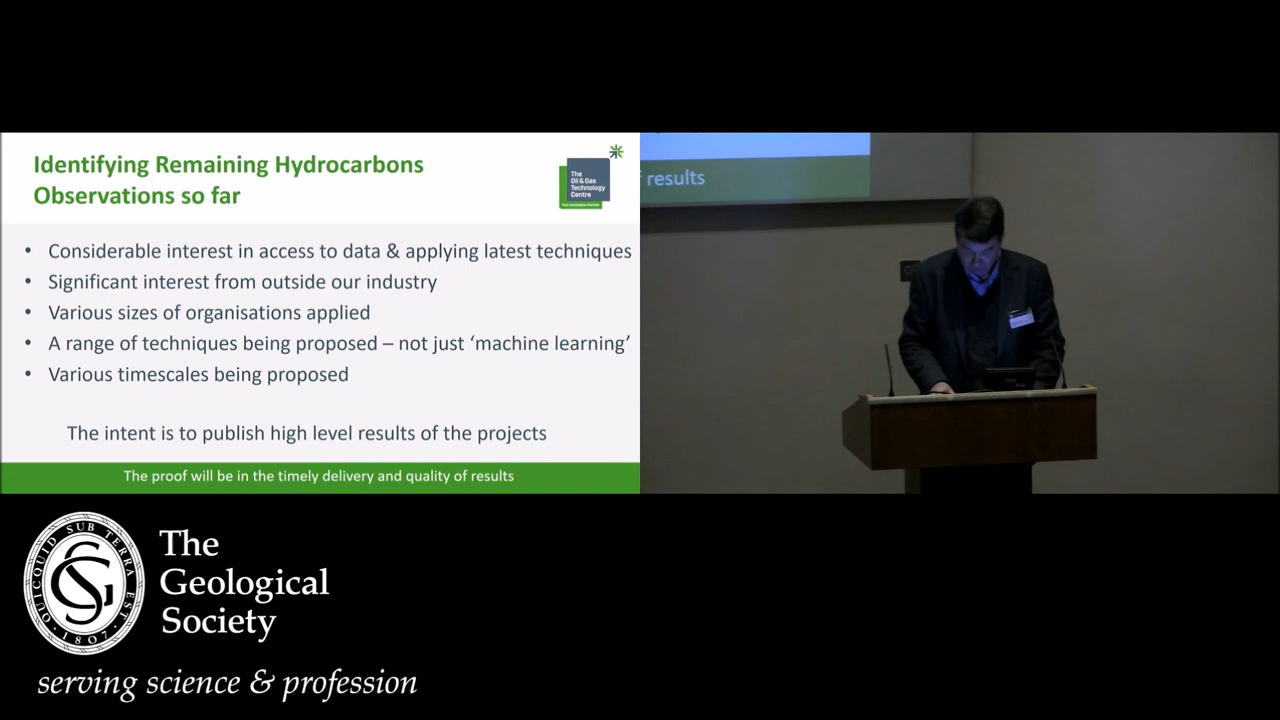 Identifying Remaining Hydrocarbons
Observations so far
The
Oil & Gas
Technology
Centre
• Considerable interest in access to data & applying latest techniques
• Significant interest from outside our industry
• Various sizes of organisations applied
• A range of techniques being proposed – not just ‘machine learning’
• Various timescales being proposed
The intent is to publish high level results of the projects
The proof will be in the timely delivery and quality of results
results
QUICQUID SUB TERRA EST
1807
The
Geological
Society
serving science & profession